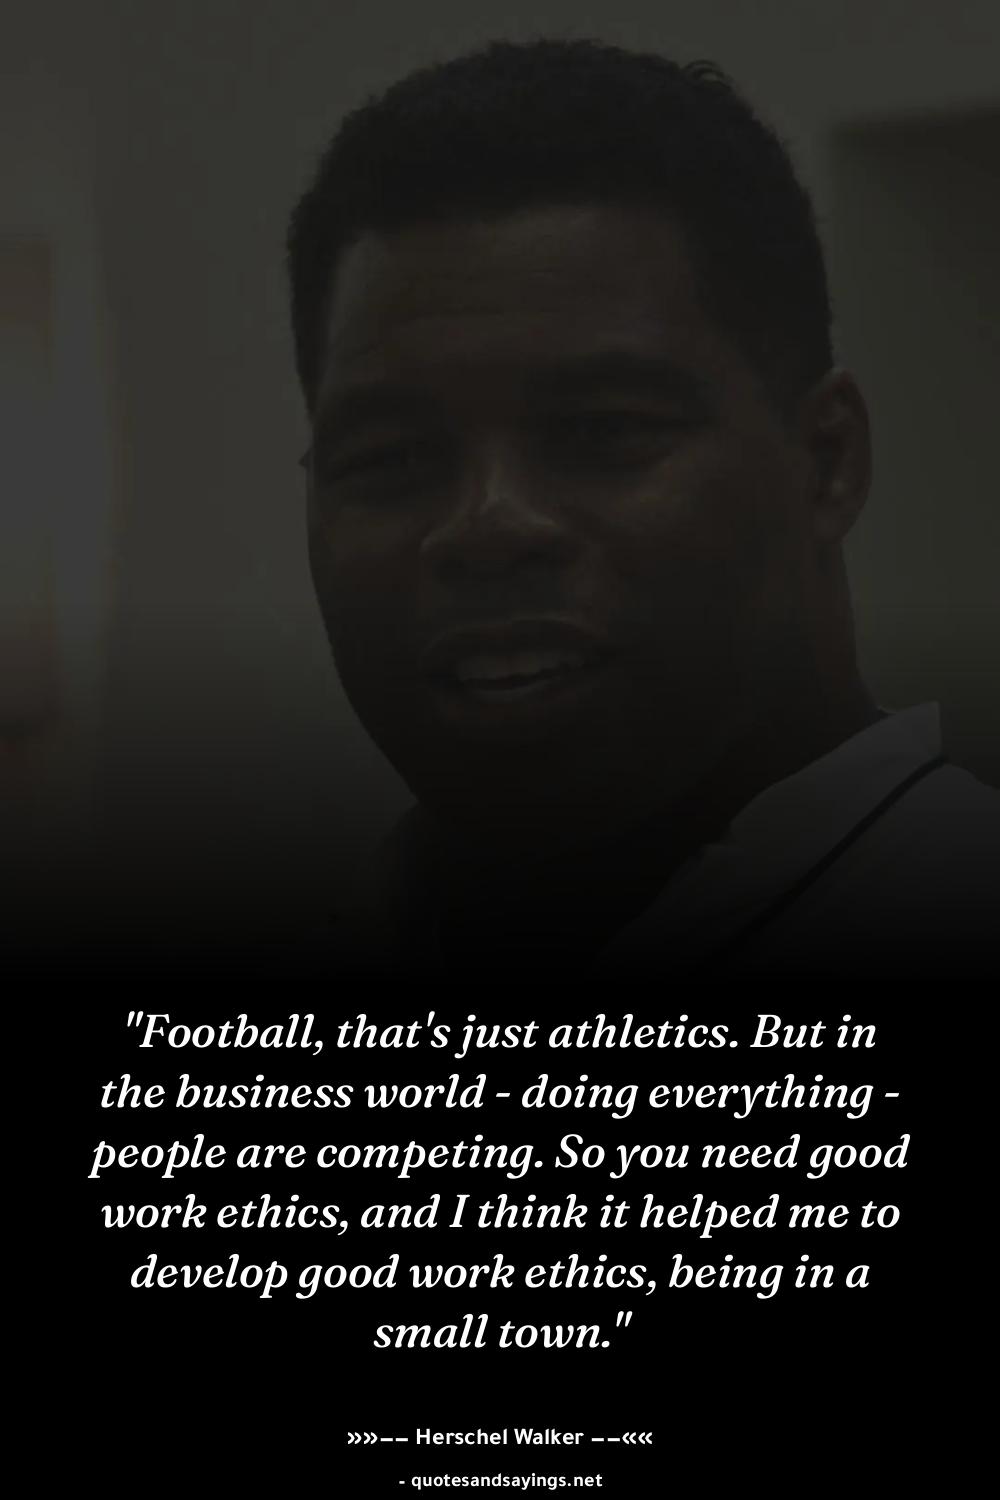 "Football, that's just athletics. But in
the business world - doing everything -
people are competing. So you need good
work ethics, and I think it helped me to
develop good work ethics, being in a
small town."
»»–– Herschel Walker ––««
- quotesandsayings.net